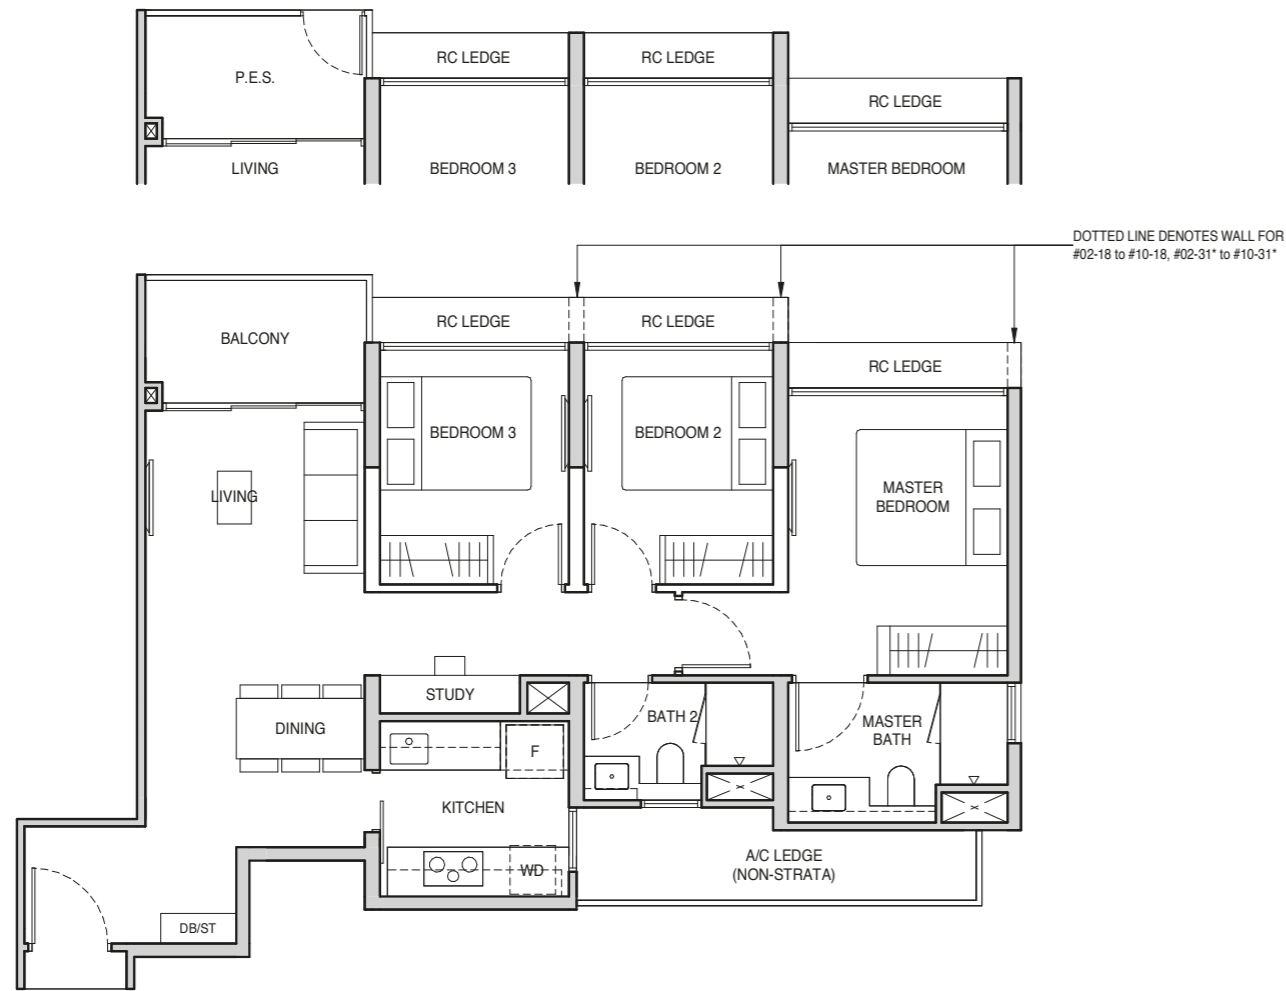 RC LEDGE
RC LEDGE
P.E.S.
RC LEDGE
LIVING
BEDROOM 3
BEDROOM 2
MASTER BEDROOM
DOTTED LINE DENOTES WALL FOR
#02-18 to #10-18, #02-31* to #10-31*
RC LEDGE
RC LEDGE
BALCONY
RC LEDGE
BEDROOM 3
BEDROOM 2
MASTER
BEDROOM
LIVING
STUDY
BATH 2
MASTER
BATH
DINING
F
KITCHEN
A/C LEDGE
(NON-STRATA)
WD
DB/ST